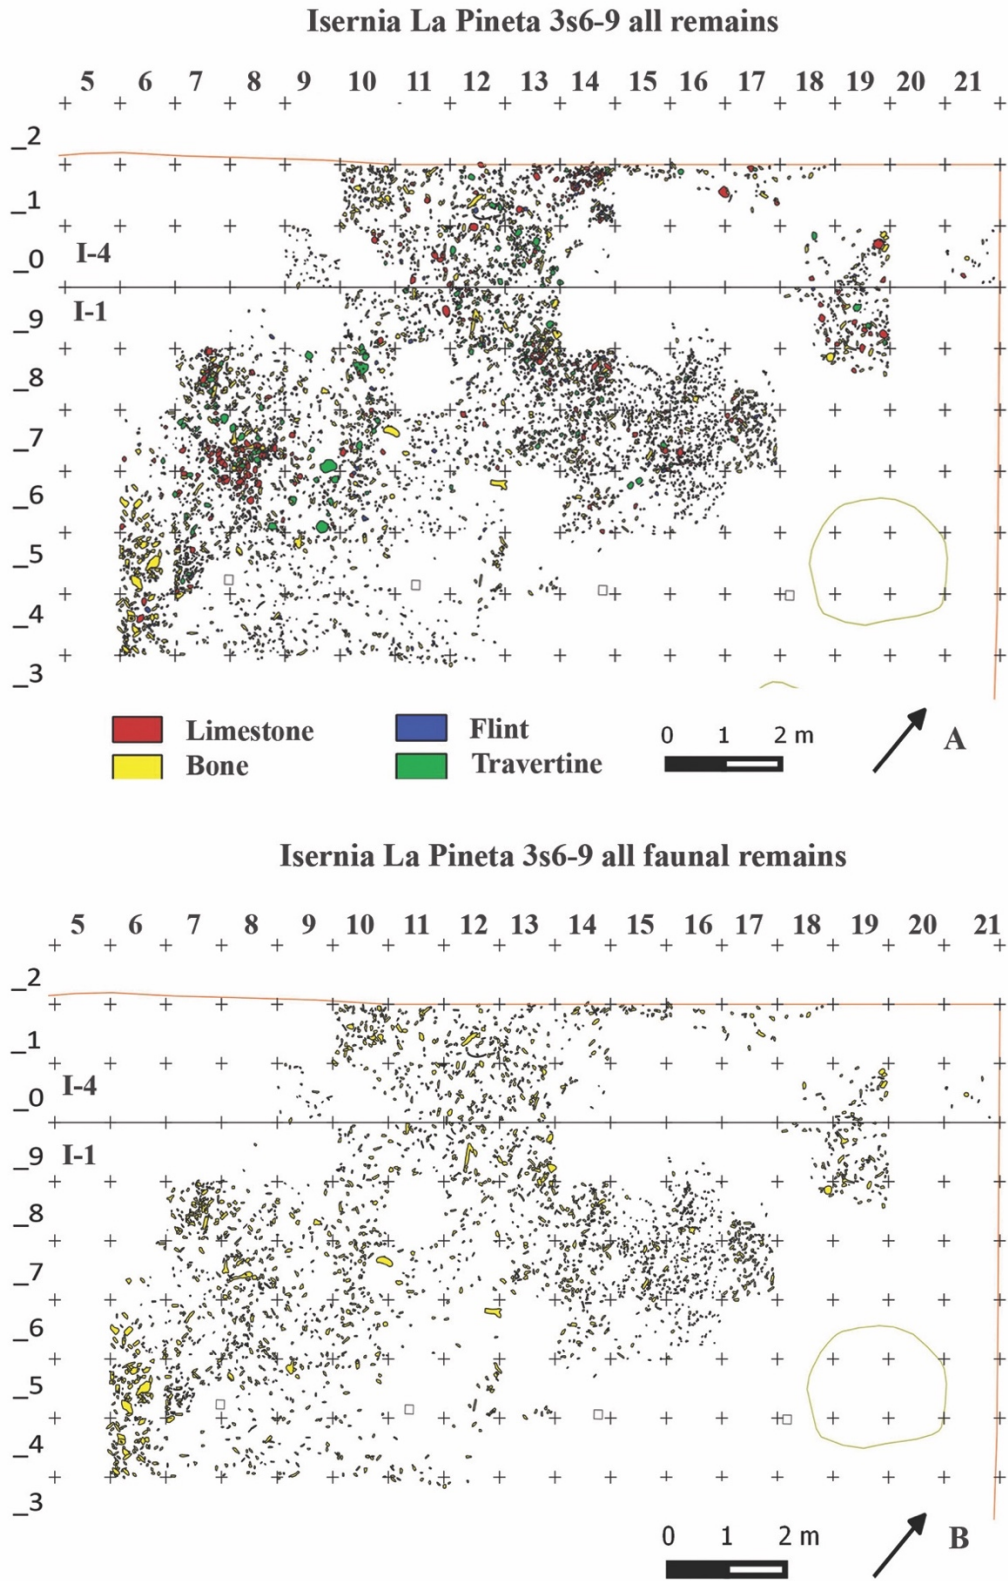 Isernia La Pineta 3s6-9 all remains
5 6 7 8 9 10 11 12 13 14 15 16 17 18 19 20 21
_2
_1
I-4
_0
I-1
_9
_8
_7
_6
_5
_4
_3
Limestone Flint 0 1 2 m
Bone Travertine A
Isernia La Pineta 3s6-9 all faunal remains
5 6 7 8 9 10 11 12 13 14 15 16 17 18 19 20 21
_2
_1
I-4
_0
I-1
_9
_8
_7
_6
_5
_4
_3
0 1 2 m B